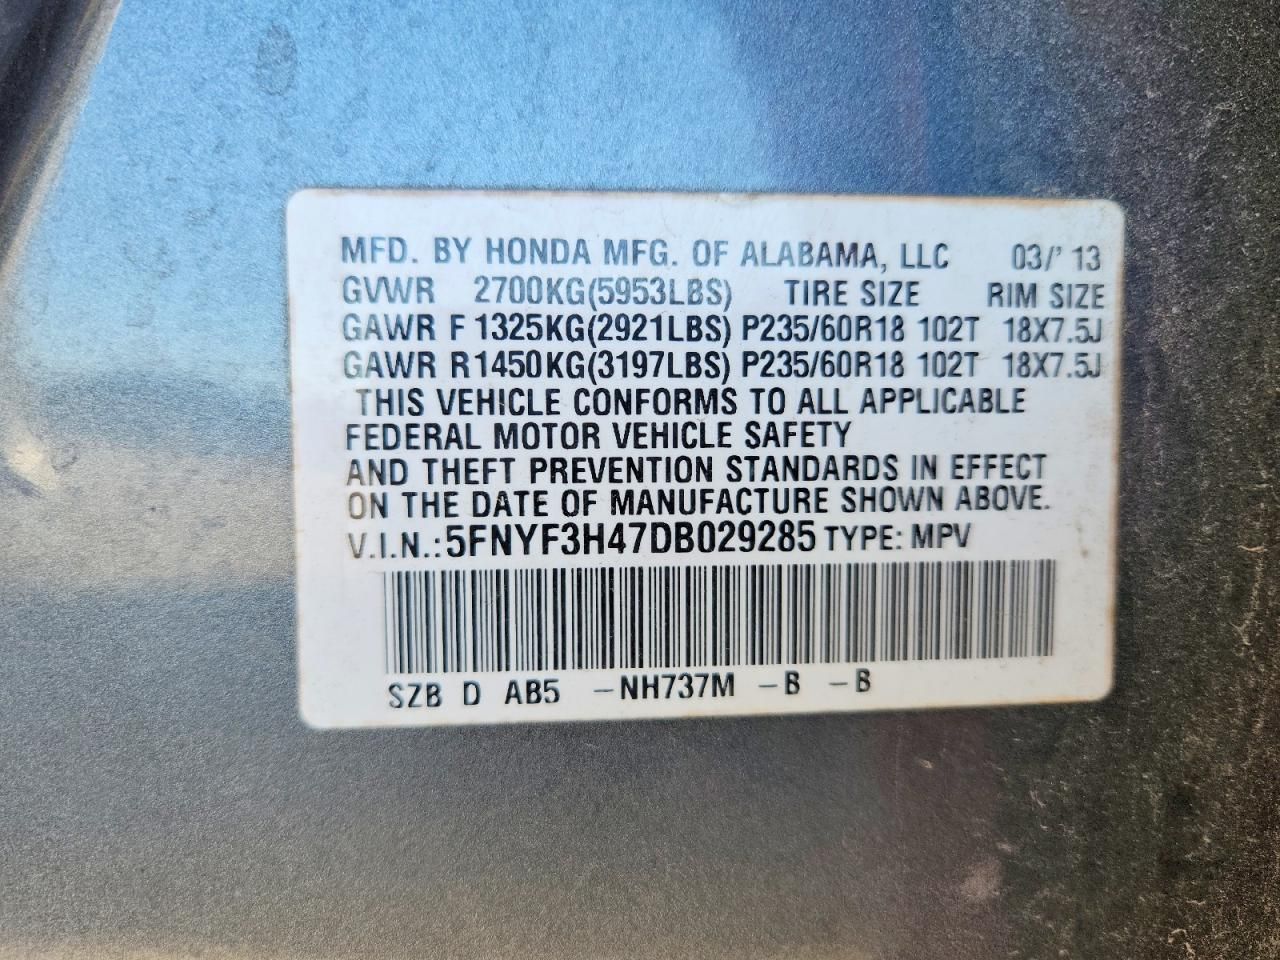 MFD. BY HONDA MFG. OF ALABAMA, LLC 03/'13
GVWR 2700KG(5953LBS) TIRE SIZE RIM SIZE
GAWR F 1325KG(2921LBS) P235/60R18 102T 18X7.5J
GAWR R1450KG(3197LBS) P235/60R18 102T 18X7.5J
THIS VEHICLE CONFORMS TO ALL APPLICABLE
FEDERAL MOTOR VEHICLE SAFETY
AND THEFT PREVENTION STANDARDS IN EFFECT
ON THE DATE OF MANUFACTURE SHOWN ABOVE.
V.I.N.:5FNYF3H47DB029285 TYPE: MPV
SZB D AB5 -NH737M -B -B